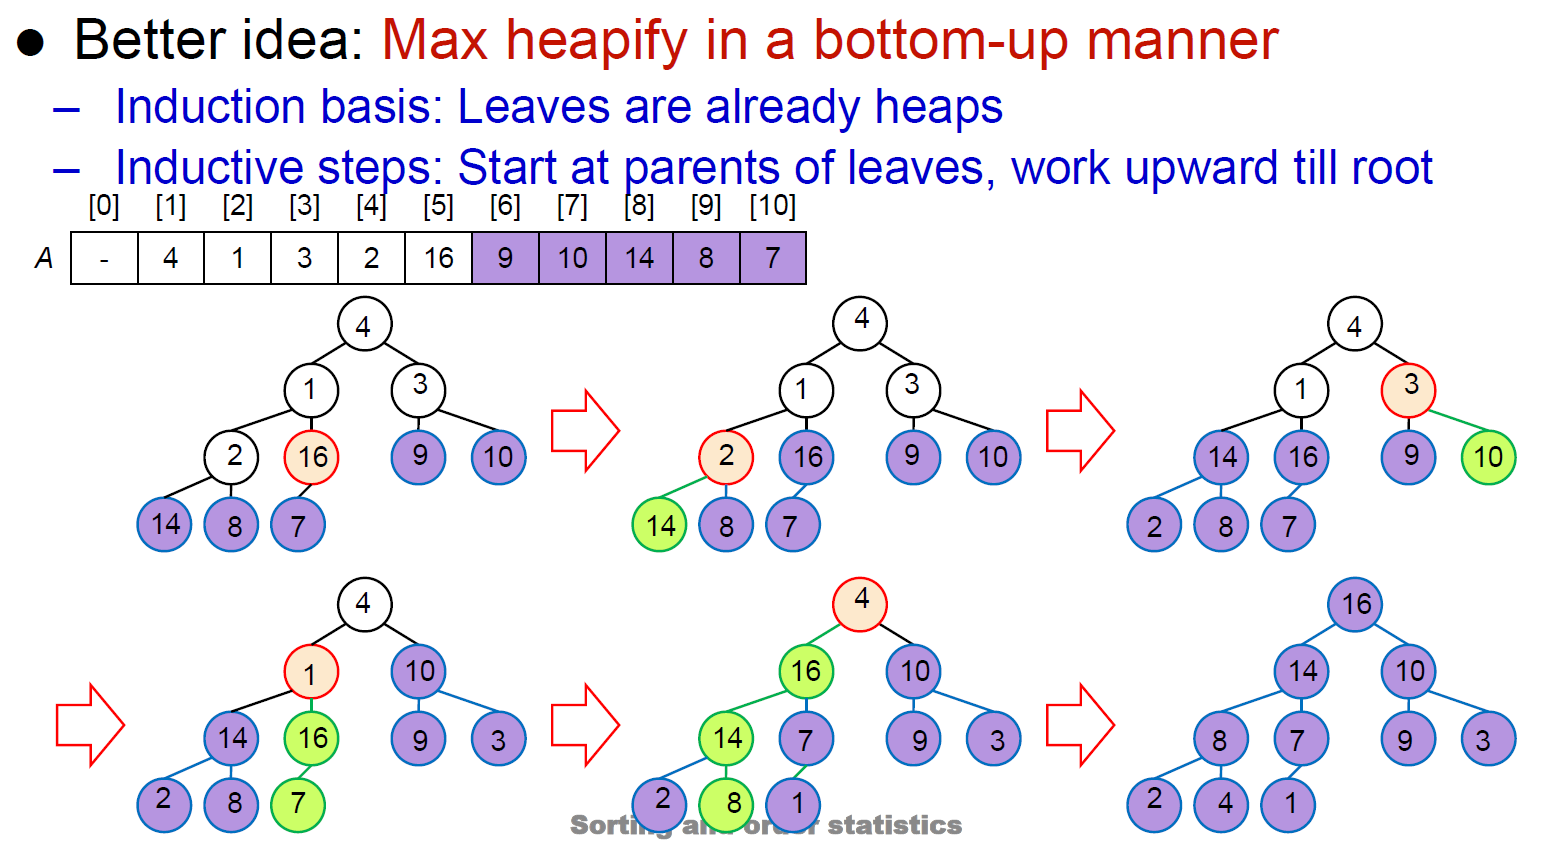 ● Better idea: Max heapify in a bottom-up manner
– Induction basis: Leaves are already heaps
– Inductive steps: Start at parents of leaves, work upward till root
[0] [1] [2] [3] [4] [5] [6] [7] [8] [9] [10]
A - 4 1 3 2 16 9 10 14 8 7
4
1 3
2 16 9 10
14 8 7
4
1 3
2 16 9 10
14 8 7
4
1 3
14 16 9 10
2 8 7
4
1 10
14 16 9 3
2 8 7
4
16 10
14 7 9 3
2 8 1
16
14 10
8 7 9 3
2 4 1
Sorting and order statistics